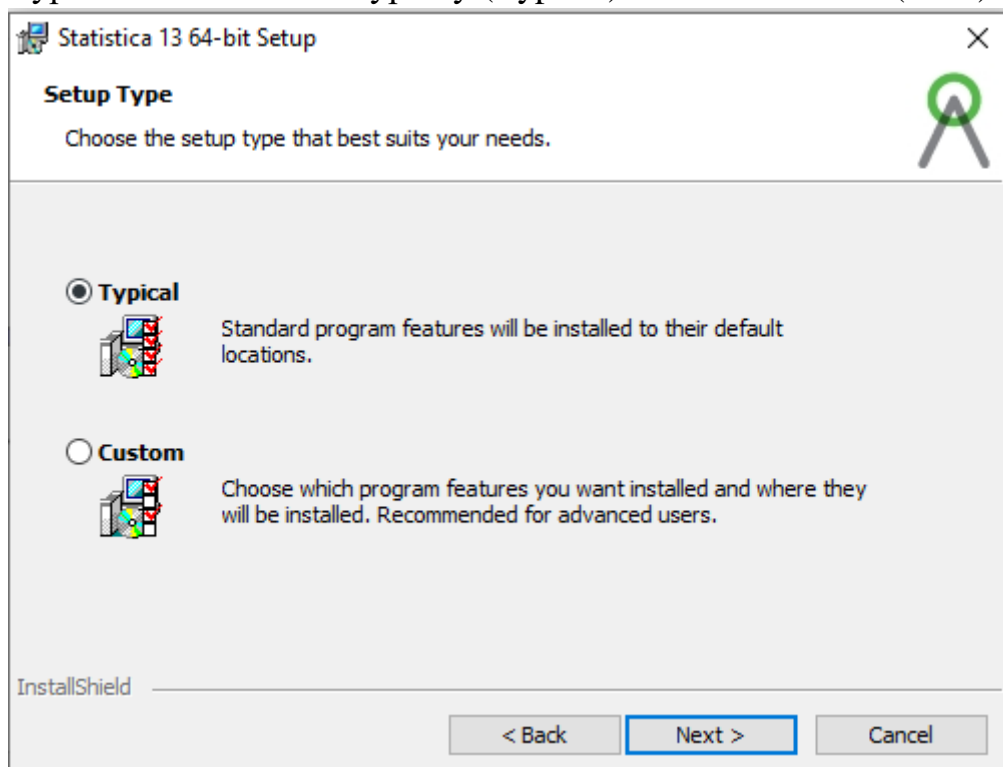 Statistica 13 64-bit Setup
Setup Type
Choose the setup type that best suits your needs.
Typical
Standard program features will be installed to their default
locations.
Custom
Choose which program features you want installed and where they
will be installed. Recommended for advanced users.
InstallShield
< Back Next > Cancel